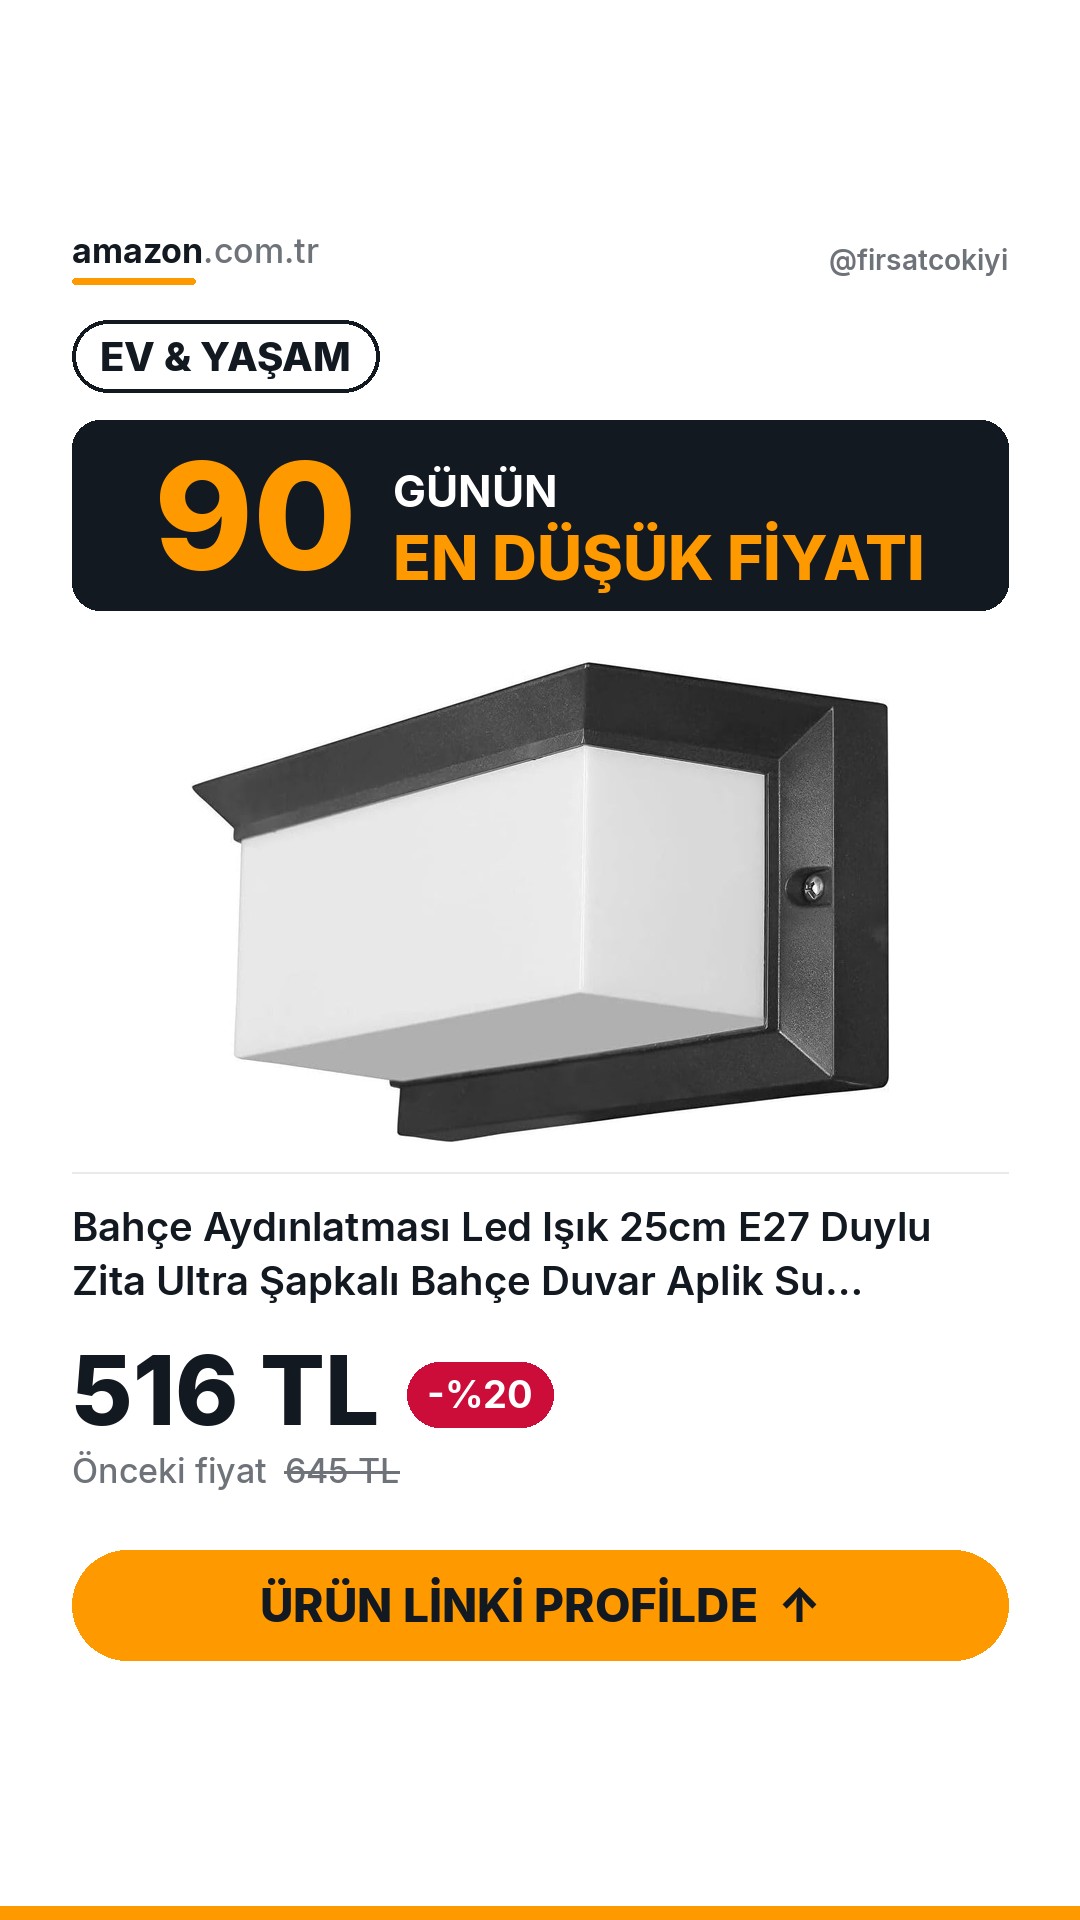 amazon.com.tr
@firsatcokiyi
EV & YAŞAM
90 GÜNÜN
EN DÜŞÜK FİYATI
Bahçe Aydınlatması Led Işık 25cm E27 Duylu
Zita Ultra Şapkalı Bahçe Duvar Aplik Su...
516 TL -%20
Önceki fiyat 645 TL
ÜRÜN LİNKİ PROFİLDE ↑